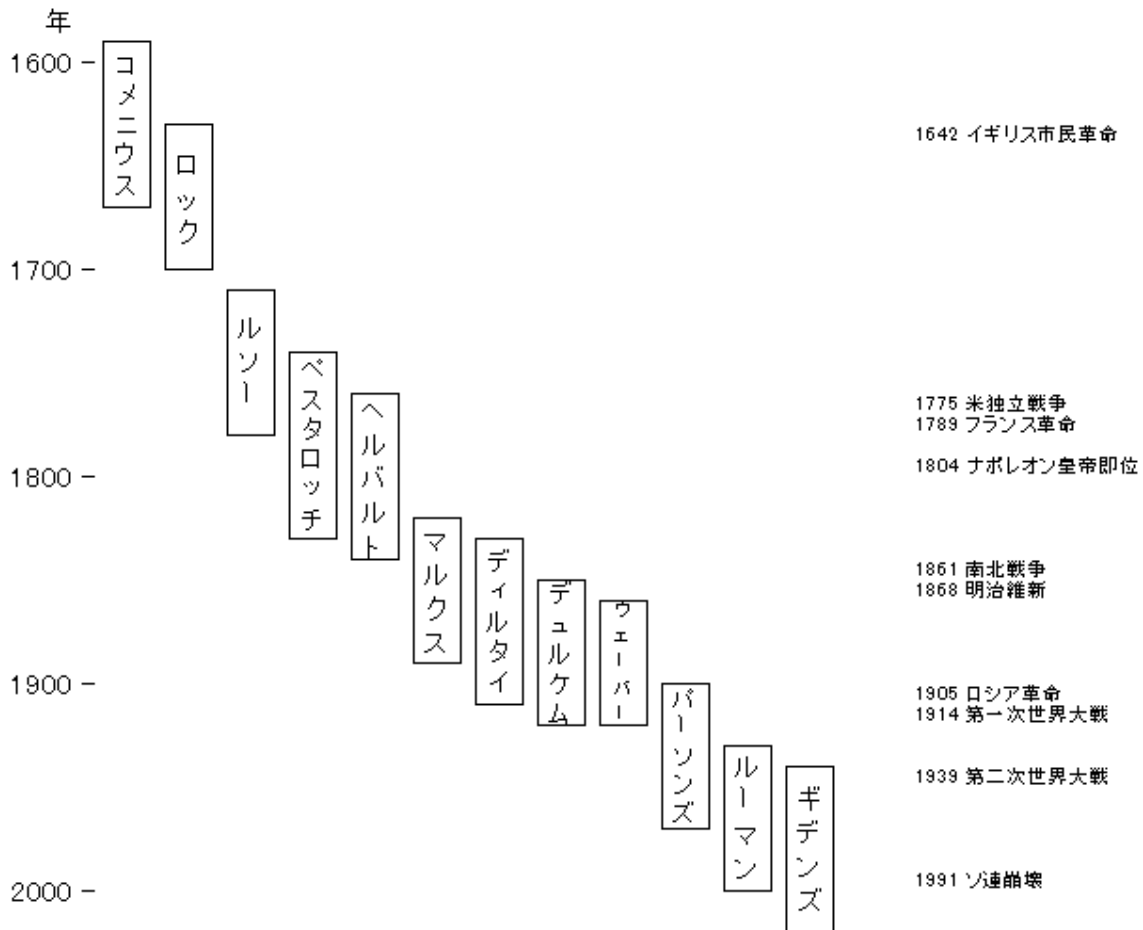 年
1600
コメニウス
ロック
1642 イギリス市民革命
1700
ルソー
ペスタロッチ
ヘルバルト
1775 米独立戦争
1789 フランス革命
1804 ナポレオン皇帝即位
1800
マルクス
ディルタイ
デュルケム
ウェーバー
1861 南北戦争
1868 明治維新
1900
パーソンズ
1905 ロシア革命
1914 第一次世界大戦
ルーマン
ギデンズ
1939 第二次世界大戦
2000
1991 ソ連崩壊